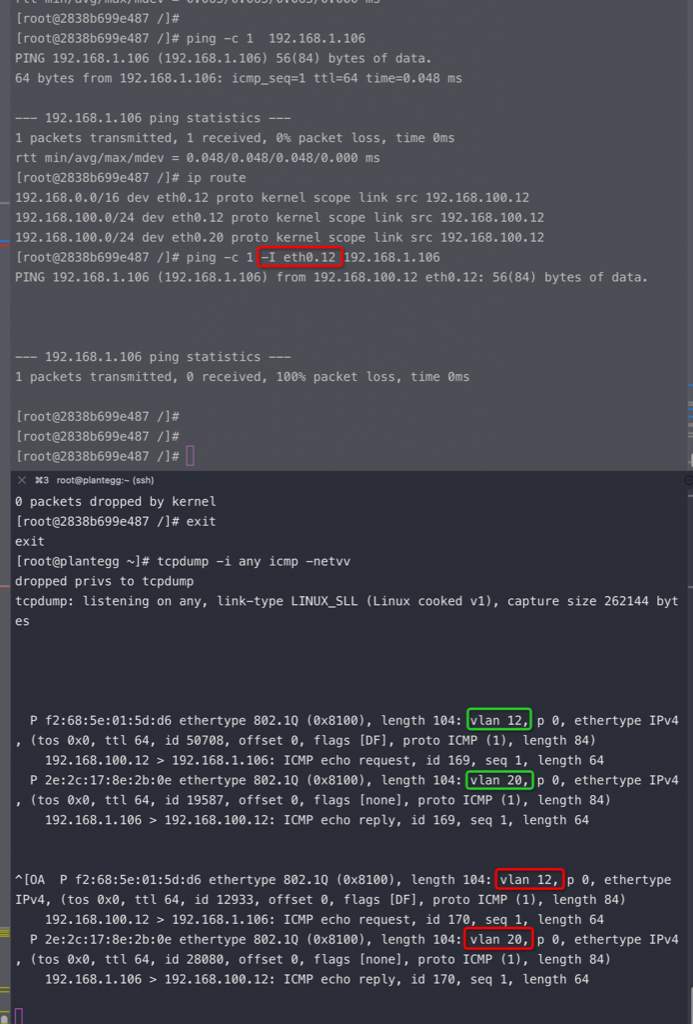 rtt min/avg/max/mdev = 0.063/0.063/0.063/0.000 ms
[root@2838b699e487 /]#
[root@2838b699e487 /]# ping -c 1  192.168.1.106
PING 192.168.1.106 (192.168.1.106) 56(84) bytes of data.
64 bytes from 192.168.1.106: icmp_seq=1 ttl=64 time=0.048 ms
--- 192.168.1.106 ping statistics ---
1 packets transmitted, 1 received, 0% packet loss, time 0ms
rtt min/avg/max/mdev = 0.048/0.048/0.048/0.000 ms
[root@2838b699e487 /]# ip route
192.168.0.0/16 dev eth0.12 proto kernel scope link src 192.168.100.12
192.168.100.0/24 dev eth0.12 proto kernel scope link src 192.168.100.12
192.168.100.0/24 dev eth0.20 proto kernel scope link src 192.168.100.12
[root@2838b699e487 /]# ping -c 1 -I eth0.12 192.168.1.106
PING 192.168.1.106 (192.168.1.106) from 192.168.100.12 eth0.12: 56(84) bytes of data.
--- 192.168.1.106 ping statistics ---
1 packets transmitted, 0 received, 100% packet loss, time 0ms
[root@2838b699e487 /]#
[root@2838b699e487 /]#
[root@2838b699e487 /]#
⌘3 root@plantegg:~ (ssh)
0 packets dropped by kernel
[root@2838b699e487 /]# exit
exit
[root@plantegg ~]# tcpdump -i any icmp -netvv
dropped privs to tcpdump
tcpdump: listening on any, link-type LINUX_SLL (Linux cooked v1), capture size 262144 byt
es
P f2:68:5e:01:5d:d6 ethertype 802.1Q (0x8100), length 104: vlan 12, p 0, ethertype IPv4
, (tos 0x0, ttl 64, id 50708, offset 0, flags [DF], proto ICMP (1), length 84)
192.168.100.12 > 192.168.1.106: ICMP echo request, id 169, seq 1, length 64
P 2e:2c:17:8e:2b:0e ethertype 802.1Q (0x8100), length 104: vlan 20, p 0, ethertype IPv4
, (tos 0x0, ttl 64, id 19587, offset 0, flags [none], proto ICMP (1), length 84)
192.168.1.106 > 192.168.100.12: ICMP echo reply, id 169, seq 1, length 64
^[OA  P f2:68:5e:01:5d:d6 ethertype 802.1Q (0x8100), length 104: vlan 12, p 0, ethertype
IPv4, (tos 0x0, ttl 64, id 12933, offset 0, flags [DF], proto ICMP (1), length 84)
192.168.100.12 > 192.168.1.106: ICMP echo request, id 170, seq 1, length 64
P 2e:2c:17:8e:2b:0e ethertype 802.1Q (0x8100), length 104: vlan 20, p 0, ethertype IPv4
, (tos 0x0, ttl 64, id 28080, offset 0, flags [none], proto ICMP (1), length 84)
192.168.1.106 > 192.168.100.12: ICMP echo reply, id 170, seq 1, length 64